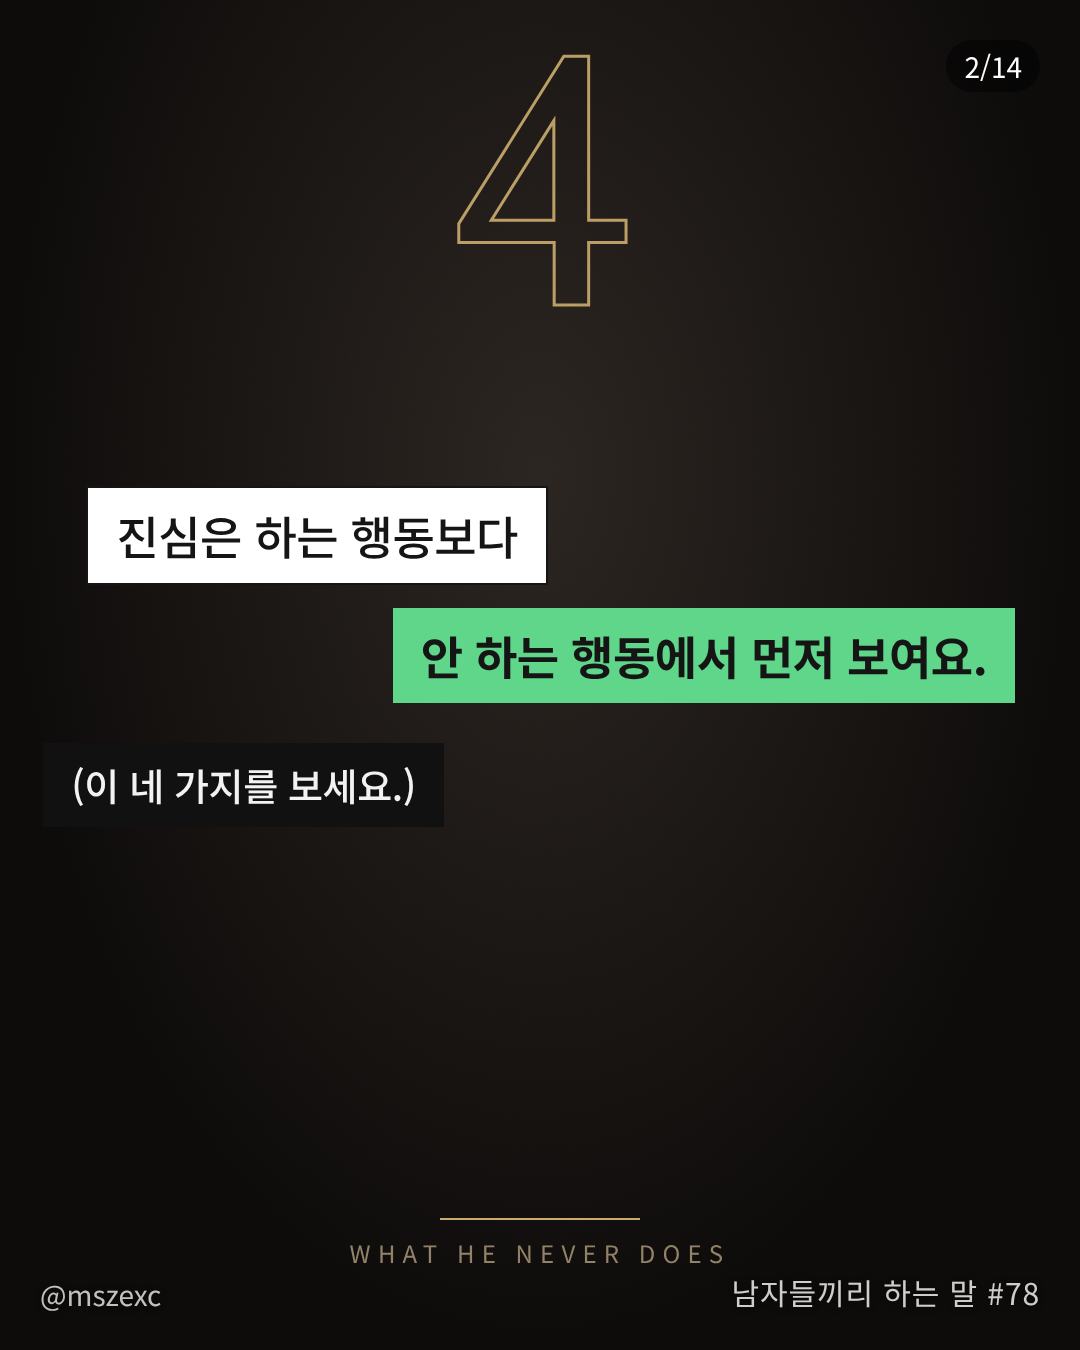 2/14
4
진심은 하는 행동보다
안 하는 행동에서 먼저 보여요.
(이 네 가지를 보세요.)
WHAT HE NEVER DOES
@mszexc
남자들끼리 하는 말 #78